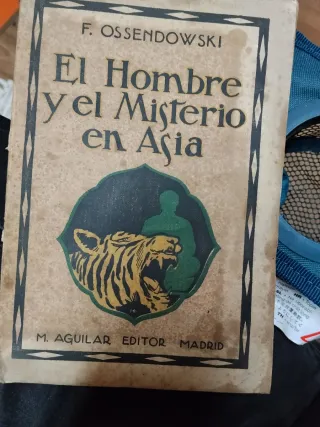 F. OSSENDOWSKI
El Hombre
y el Misterio
en Asia
M. AGUILAR EDITOR MADRID